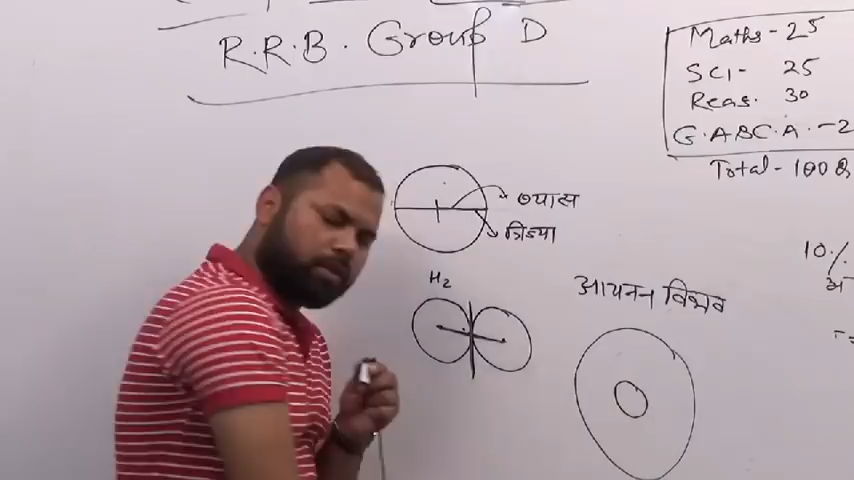 R.R.B. Group D
Maths - 25
Sci - 25
Reas. 30
G.A&C.A. - 2
Total - 100
व्यास
त्रिज्या
H2
आयनन विभव
10%
अ